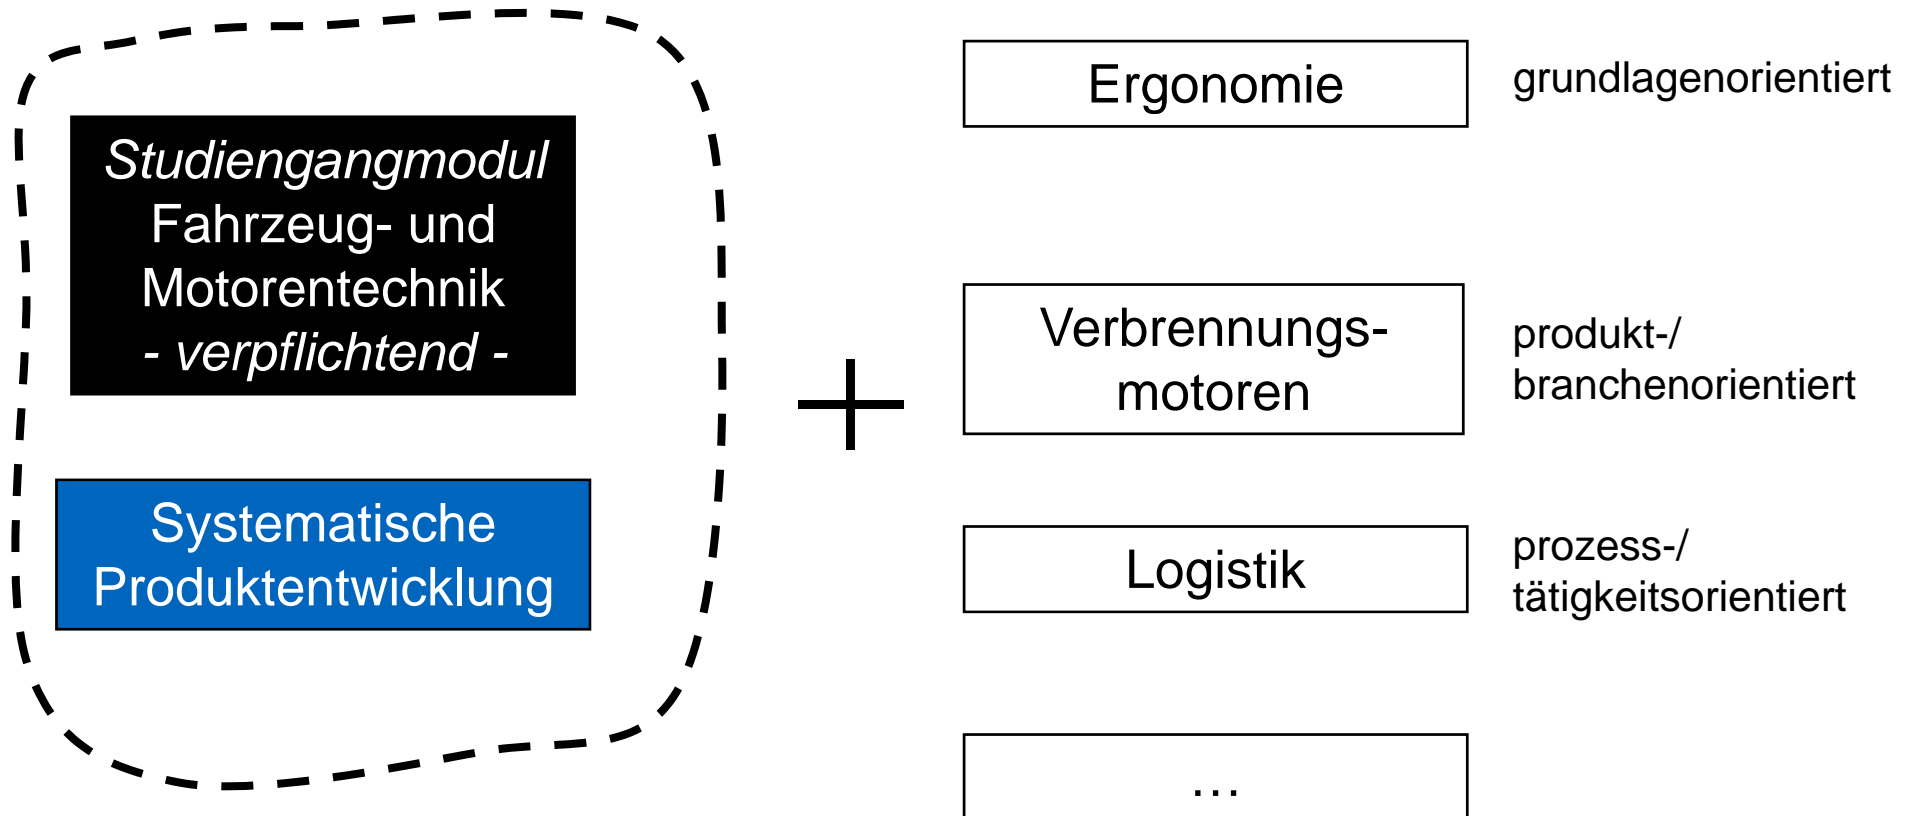 Studiengangmodul
Fahrzeug- und
Motorentechnik
- verpflichtend -
Systematische
Produktentwicklung
Ergonomie
grundlagenorientiert
Verbrennungs-
motoren
produkt-/
branchenorientiert
Logistik
prozess-/
tätigkeitsorientiert
…